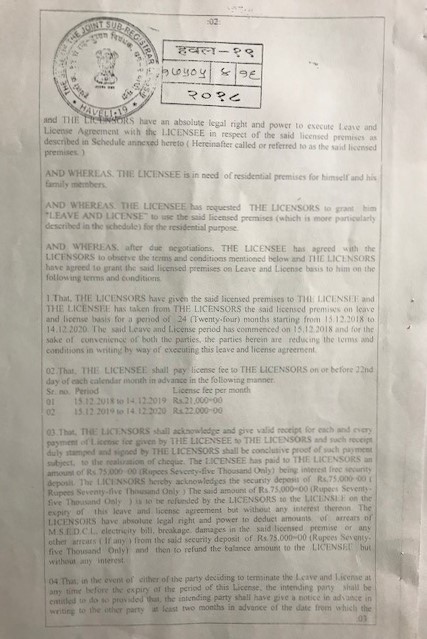 :02:
THE JOINT SUB-REGISTRAR
HAVELI-19
हवल-१९
१७५०५ ६ १९
२०१८
and THE LICENSORS have an absolute legal right and power to execute Leave and
License Agreement with the LICENSEE in respect of the said licensed premises as
described in Schedule annexed hereto ( Hereinafter called or referred to as the said licensed
premises. )
AND WHEREAS, THE LICENSEE is in need of residential premises for himself and his
family members.
AND WHEREAS, THE LICENSEE has requested THE LICENSORS to grant him
"LEAVE AND LICENSE" to use the said licensed premises (which is more particularly
described in the schedule) for the residential purpose.
AND WHEREAS, after due negotiations, THE LICENSEE has agreed with the
LICENSORS to observe the terms and conditions mentioned below and THE LICENSORS
have agreed to grant the said licensed premises on Leave and License basis to him on the
following terms and conditions.
1.That, THE LICENSORS have given the said licensed premises to THE LICENSEE and
THE LICENSEE has taken from THE LICENSORS the said licensed premises on leave
and license basis for a period of 24 (Twenty-four) months starting from 15.12.2018 to
14.12.2020. The said Leave and License period has commenced on 15.12.2018 and for the
sake of convenience of both the parties, the parties herein are reducing the terms and
conditions in writing by way of executing this leave and license agreement.
02.That, THE LICENSEE shall pay license fee to THE LICENSORS on or before 22nd
day of each calendar month in advance in the following manner.
Sr. no. Period License fee per month
01 15.12.2018 to 14.12.2019 Rs.21,000=00
02 15.12.2019 to 14.12.2020 Rs.22,000=00
03.That, THE LICENSORS shall acknowledge and give valid receipt for each and every
payment of License fee given by THE LICENSEE to THE LICENSORS and such receipt
duly stamped and signed by THE LICENSORS shall be conclusive proof of such payment
subject to the realisation of cheque. The LICENSEE has paid to THE LICENSORS an
amount of Rs.75,000=00 (Rupees Seventy-five Thousand Only) being interest free security
deposit. The LICENSORS hereby acknowledges the security deposit of Rs.75,000=00 (
Rupees Seventy-five Thousand Only ) The said amount of Rs.75,000=00 (Rupees Seventy-
five Thousand Only ) is to be refunded by the LICENSORS to the LICENSEE on the
expiry of this leave and license agreement but without any interest thereon. The
LICENSORS have absolute legal right and power to deduct amounts of arrears of
M.S.E.D.C.L. electricity bill, breakage, damages in the said licensed premise or any
other arrears ( If any ) from the said security deposit of Rs.75,000=00 (Rupees Seventy-
five Thousand Only) and then to refund the balance amount to the LICENSEE but
without any interest.
04.That, in the event of either of the party deciding to terminate the Leave and License at
any time before the expiry of the period of this License, the intending party shall be
entitled to do so provided that, the intending party shall have give a notice in advance in
writing to the other party at least two months in advance of the date from which the
:03